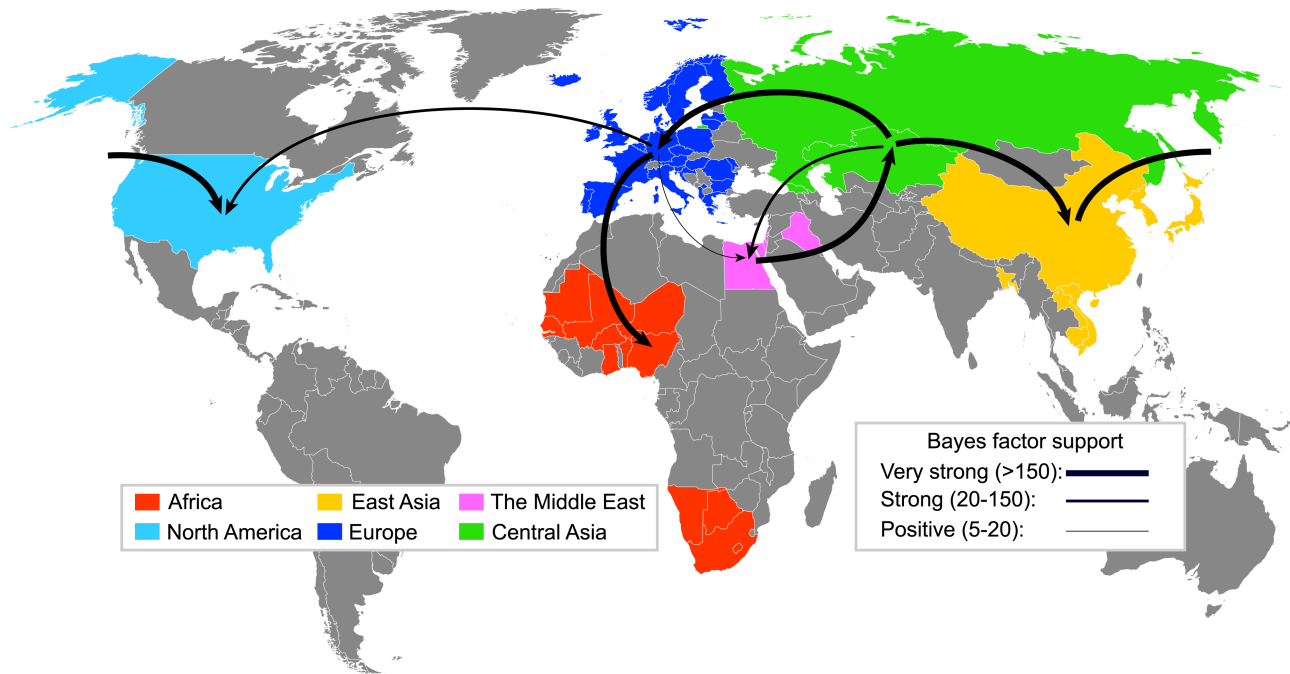 Bayes factor support
Very strong (>150):
Strong (20-150):
Positive (5-20):
Africa East Asia The Middle East
North America Europe Central Asia